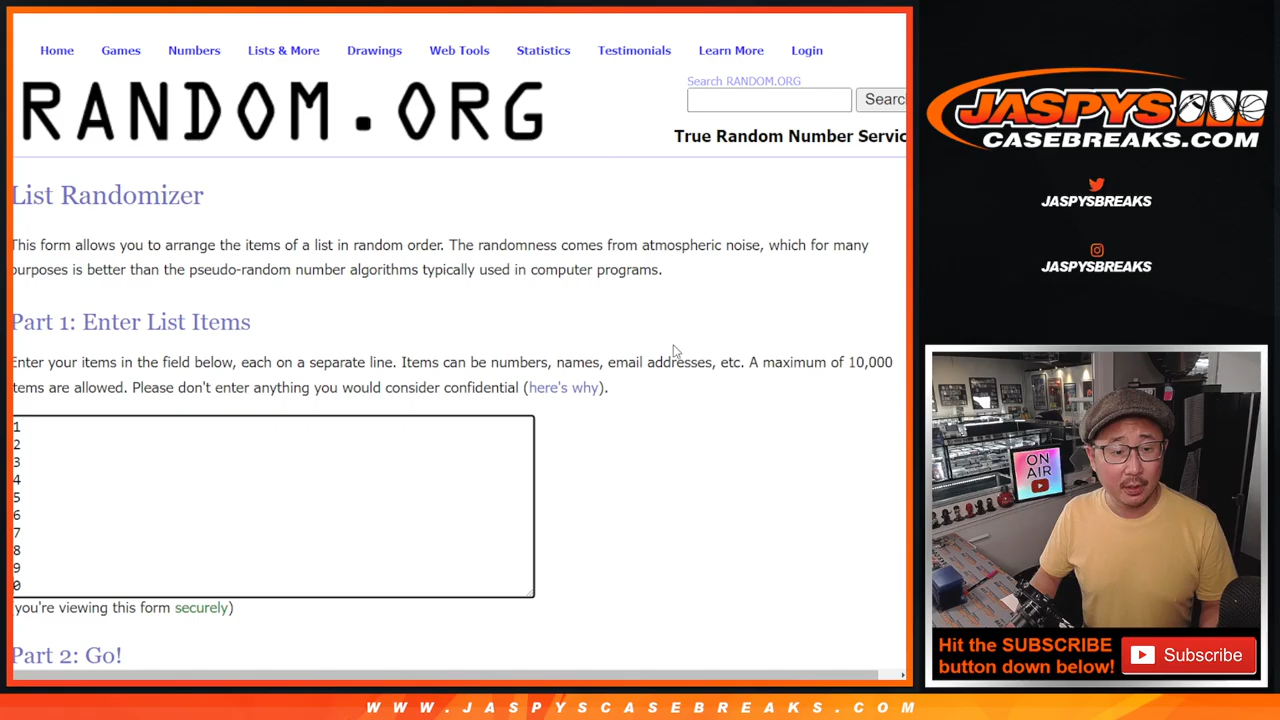 Home Games Numbers Lists & More Drawings Web Tools Statistics Testimonials Learn More Login
RANDOM.ORG
Search RANDOM.ORG
Searc
True Random Number Servic
List Randomizer
This form allows you to arrange the items of a list in random order. The randomness comes from atmospheric noise, which for many
purposes is better than the pseudo-random number algorithms typically used in computer programs.
Part 1: Enter List Items
Enter your items in the field below, each on a separate line. Items can be numbers, names, email addresses, etc. A maximum of 10,000
items are allowed. Please don't enter anything you would consider confidential (here's why).
1
2
3
4
5
6
7
8
9
0
you're viewing this form securely)
Part 2: Go!
JASPYS
CASEBREAKS.COM
JASPYSBREAKS
JASPYSBREAKS
ON
AIR
Hit the SUBSCRIBE
button down below!
Subscribe
WWW.JASPYSCASEBREAKS.COM